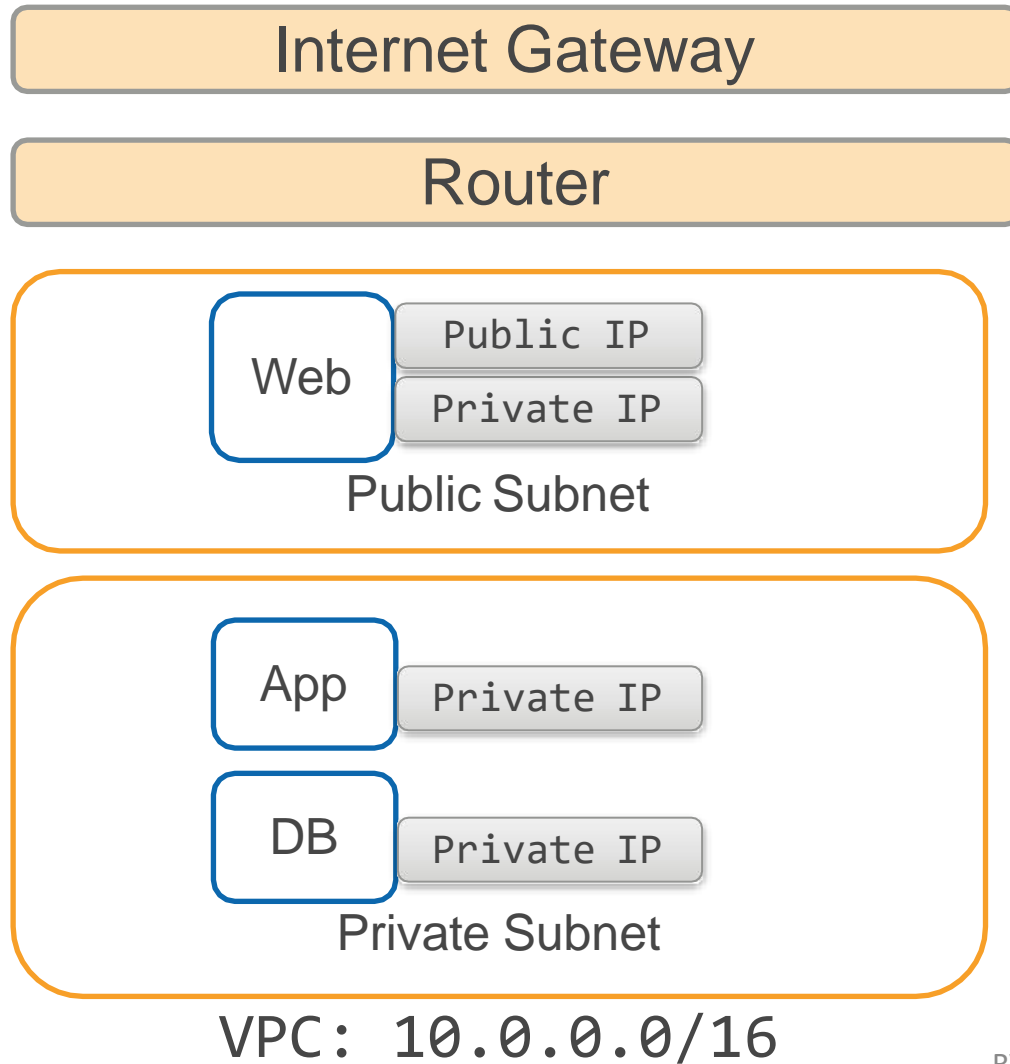 Internet Gateway
Router
Web
Public IP
Private IP
Public Subnet
App
Private IP
DB
Private IP
Private Subnet
VPC: 10.0.0.0/16